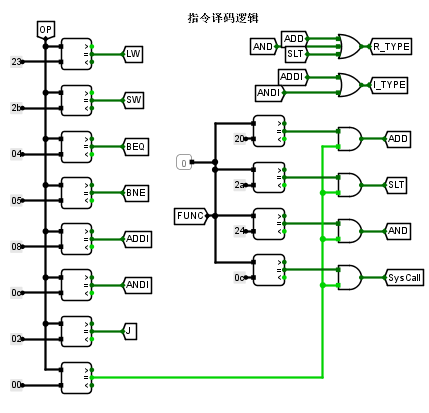 指令译码逻辑
OP
ADD
AND
R_TYPE
SLT
23
LW
ADDI
I_TYPE
ANDI
2b
SW
0
20
ADD
04
BEQ
2a
SLT
05
BNE
FUNC
24
AND
08
ADDI
0c
SysCall
0c
ANDI
02
J
00
> = <
> = <
> = <
> = <
> = <
> = <
> = <
> = <
> = <
> = <
> = <
> = <